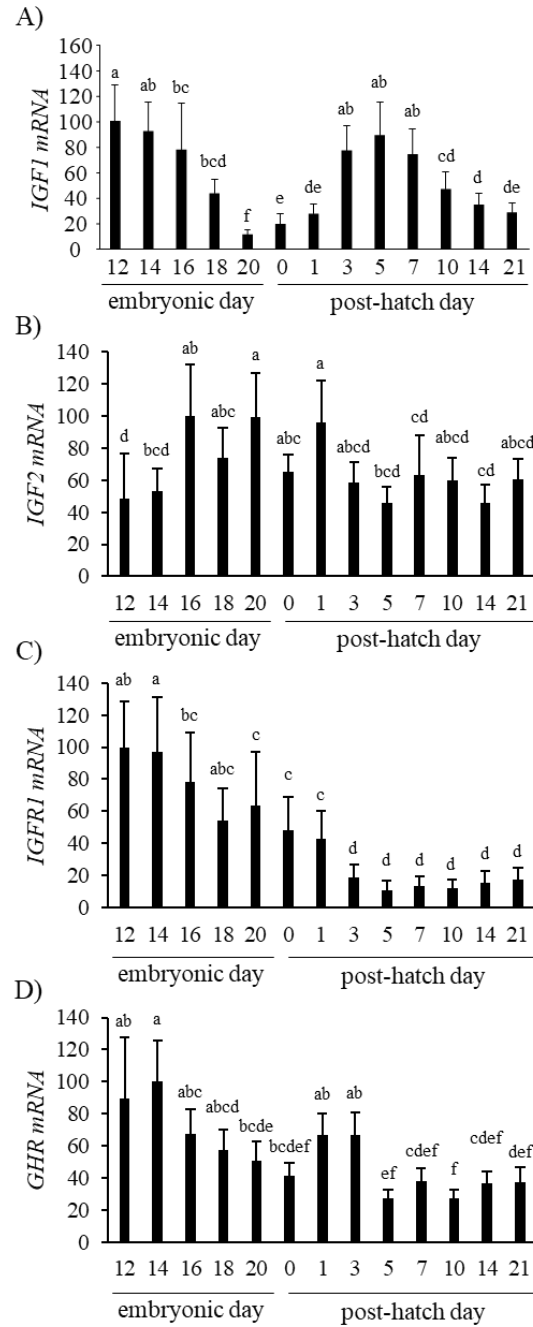 A)
IGF1 mRNA
160
140
120
100
80
60
40
20
0
a ab bc bcd f e de ab ab ab cd d de
12 14 16 18 20 0 1 3 5 7 10 14 21
embryonic day post-hatch day
B)
IGF2 mRNA
140
120
100
80
60
40
20
0
d bcd ab abc a abc a abcd bcd cd abcd cd abcd
12 14 16 18 20 0 1 3 5 7 10 14 21
embryonic day post-hatch day
C)
IGFR1 mRNA
140
120
100
80
60
40
20
0
ab a bc abc c c c d d d d d d
12 14 16 18 20 0 1 3 5 7 10 14 21
embryonic day post-hatch day
D)
GHR mRNA
140
120
100
80
60
40
20
0
ab a abc abcd bcde bcdef ab ab ef cdef f cdef def
12 14 16 18 20 0 1 3 5 7 10 14 21
embryonic day post-hatch day